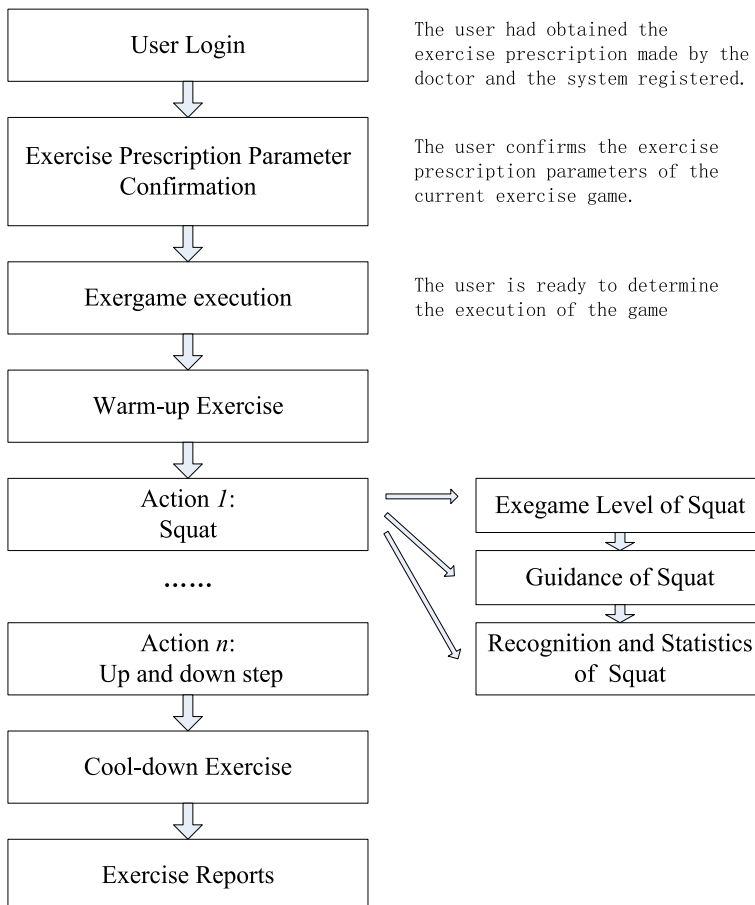 User Login
The user had obtained the
exercise prescription made by the
doctor and the system registered.
Exercise Prescription Parameter
Confirmation
The user confirms the exercise
prescription parameters of the
current exercise game.
Exergame execution
The user is ready to determine
the execution of the game
Warm-up Exercise
Action 1:
Squat
Exegame Level of Squat
Guidance of Squat
Recognition and Statistics
of Squat
......
Action n:
Up and down step
Cool-down Exercise
Exercise Reports